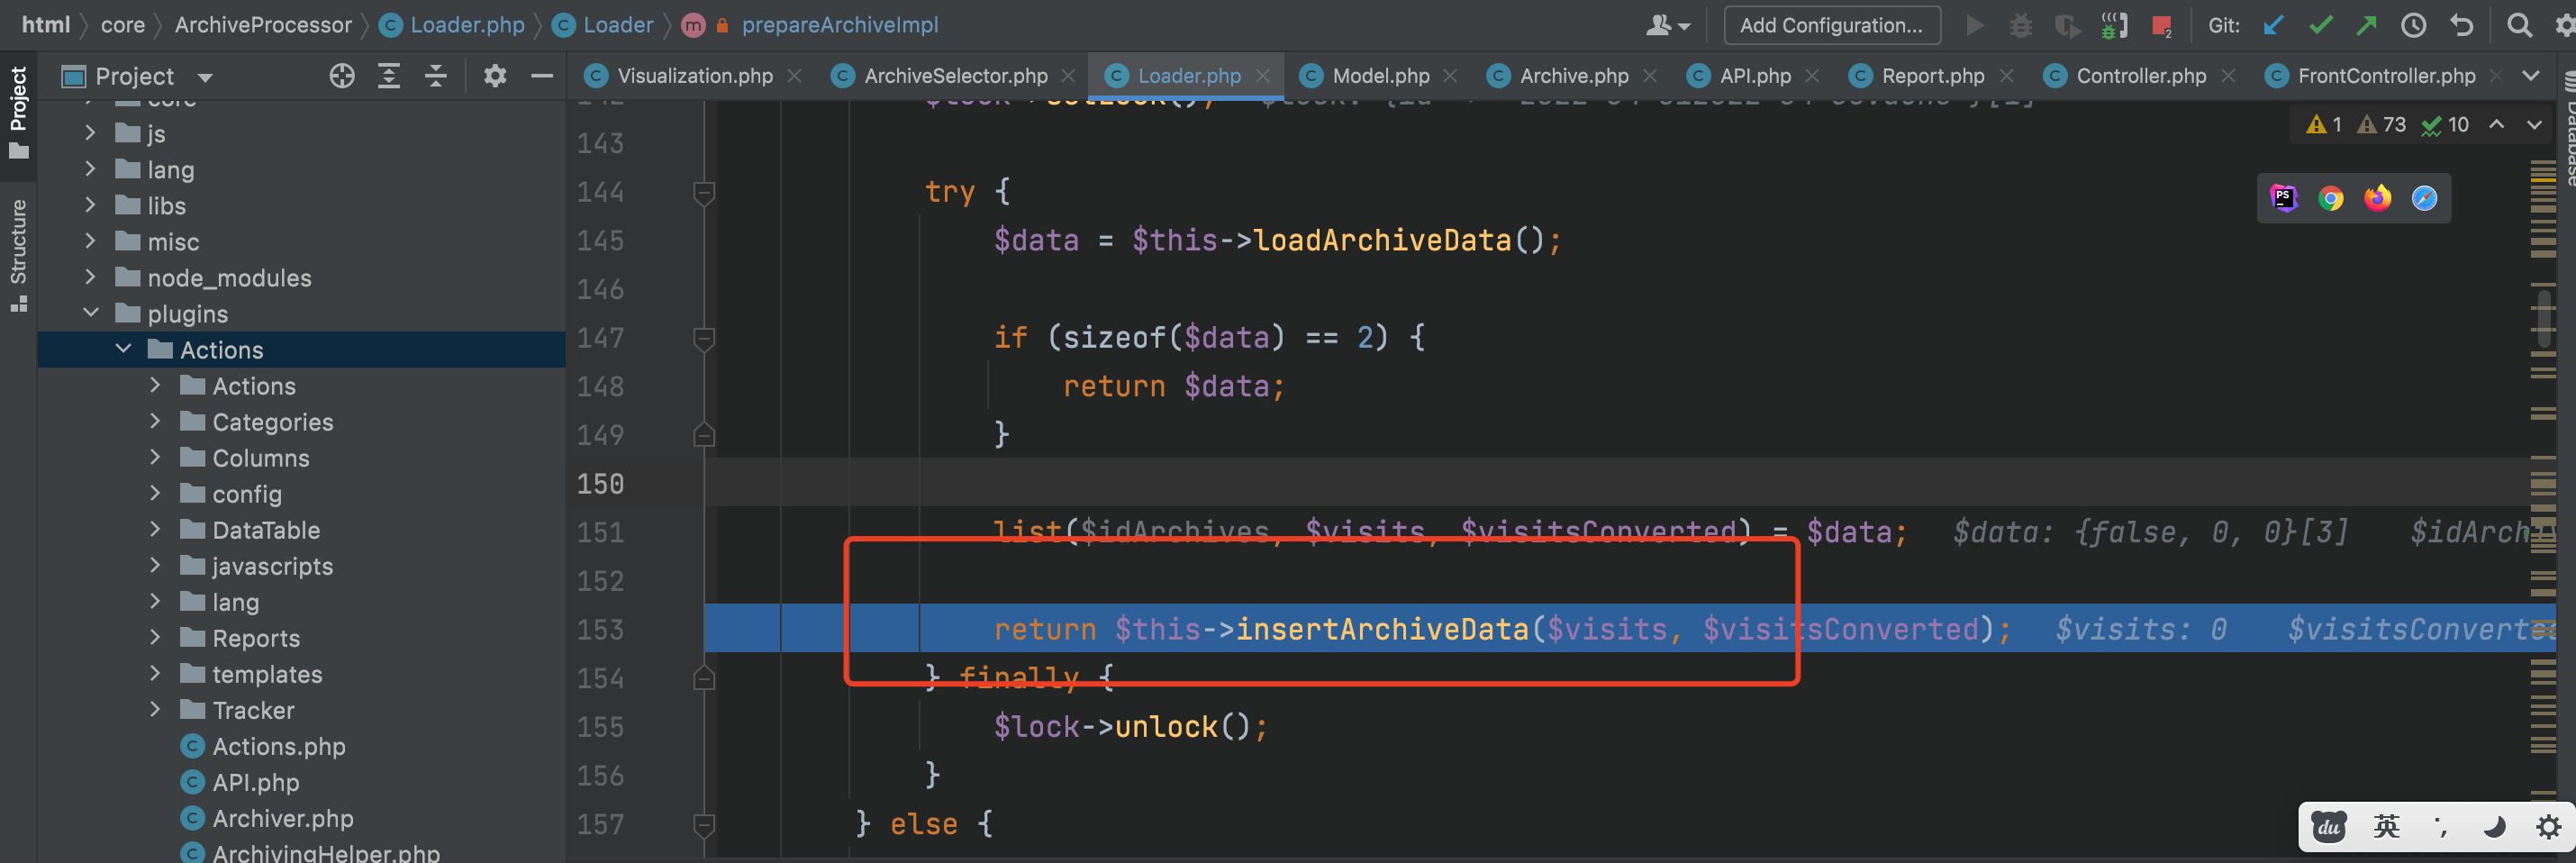 html core ArchiveProcessor Loader.php Loader prepareArchiveImpl
Add Configuration...
Git:
Project
Visualization.php
ArchiveSelector.php
Loader.php
Model.php
Archive.php
API.php
Report.php
Controller.php
FrontController.php
Project
Structure
Database
core
js
lang
libs
misc
node_modules
plugins
Actions
Actions
Categories
Columns
config
DataTable
javascripts
lang
Reports
templates
Tracker
Actions.php
API.php
Archiver.php
ArchivingHelper.php
1 73 10
143
144 try {
145 $data = $this->loadArchiveData();
146
147 if (sizeof($data) == 2) {
148 return $data;
149 }
150
151 list($idArchives, $visits, $visitsConverted) = $data; $data: {false, 0, 0}[3]
152
153 return $this->insertArchiveData($visits, $visitsConverted); $visits: 0
154 } finally {
155 $lock->unlock();
156 }
157 } else {
PS
du 英